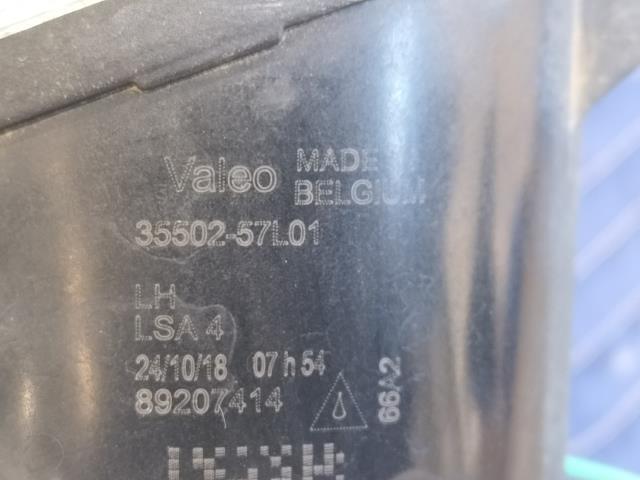 Valeo MADE
BELGIUM
35502-57L01
LH
LSA 4
24/10/18 07 h 54
89207414
66A2